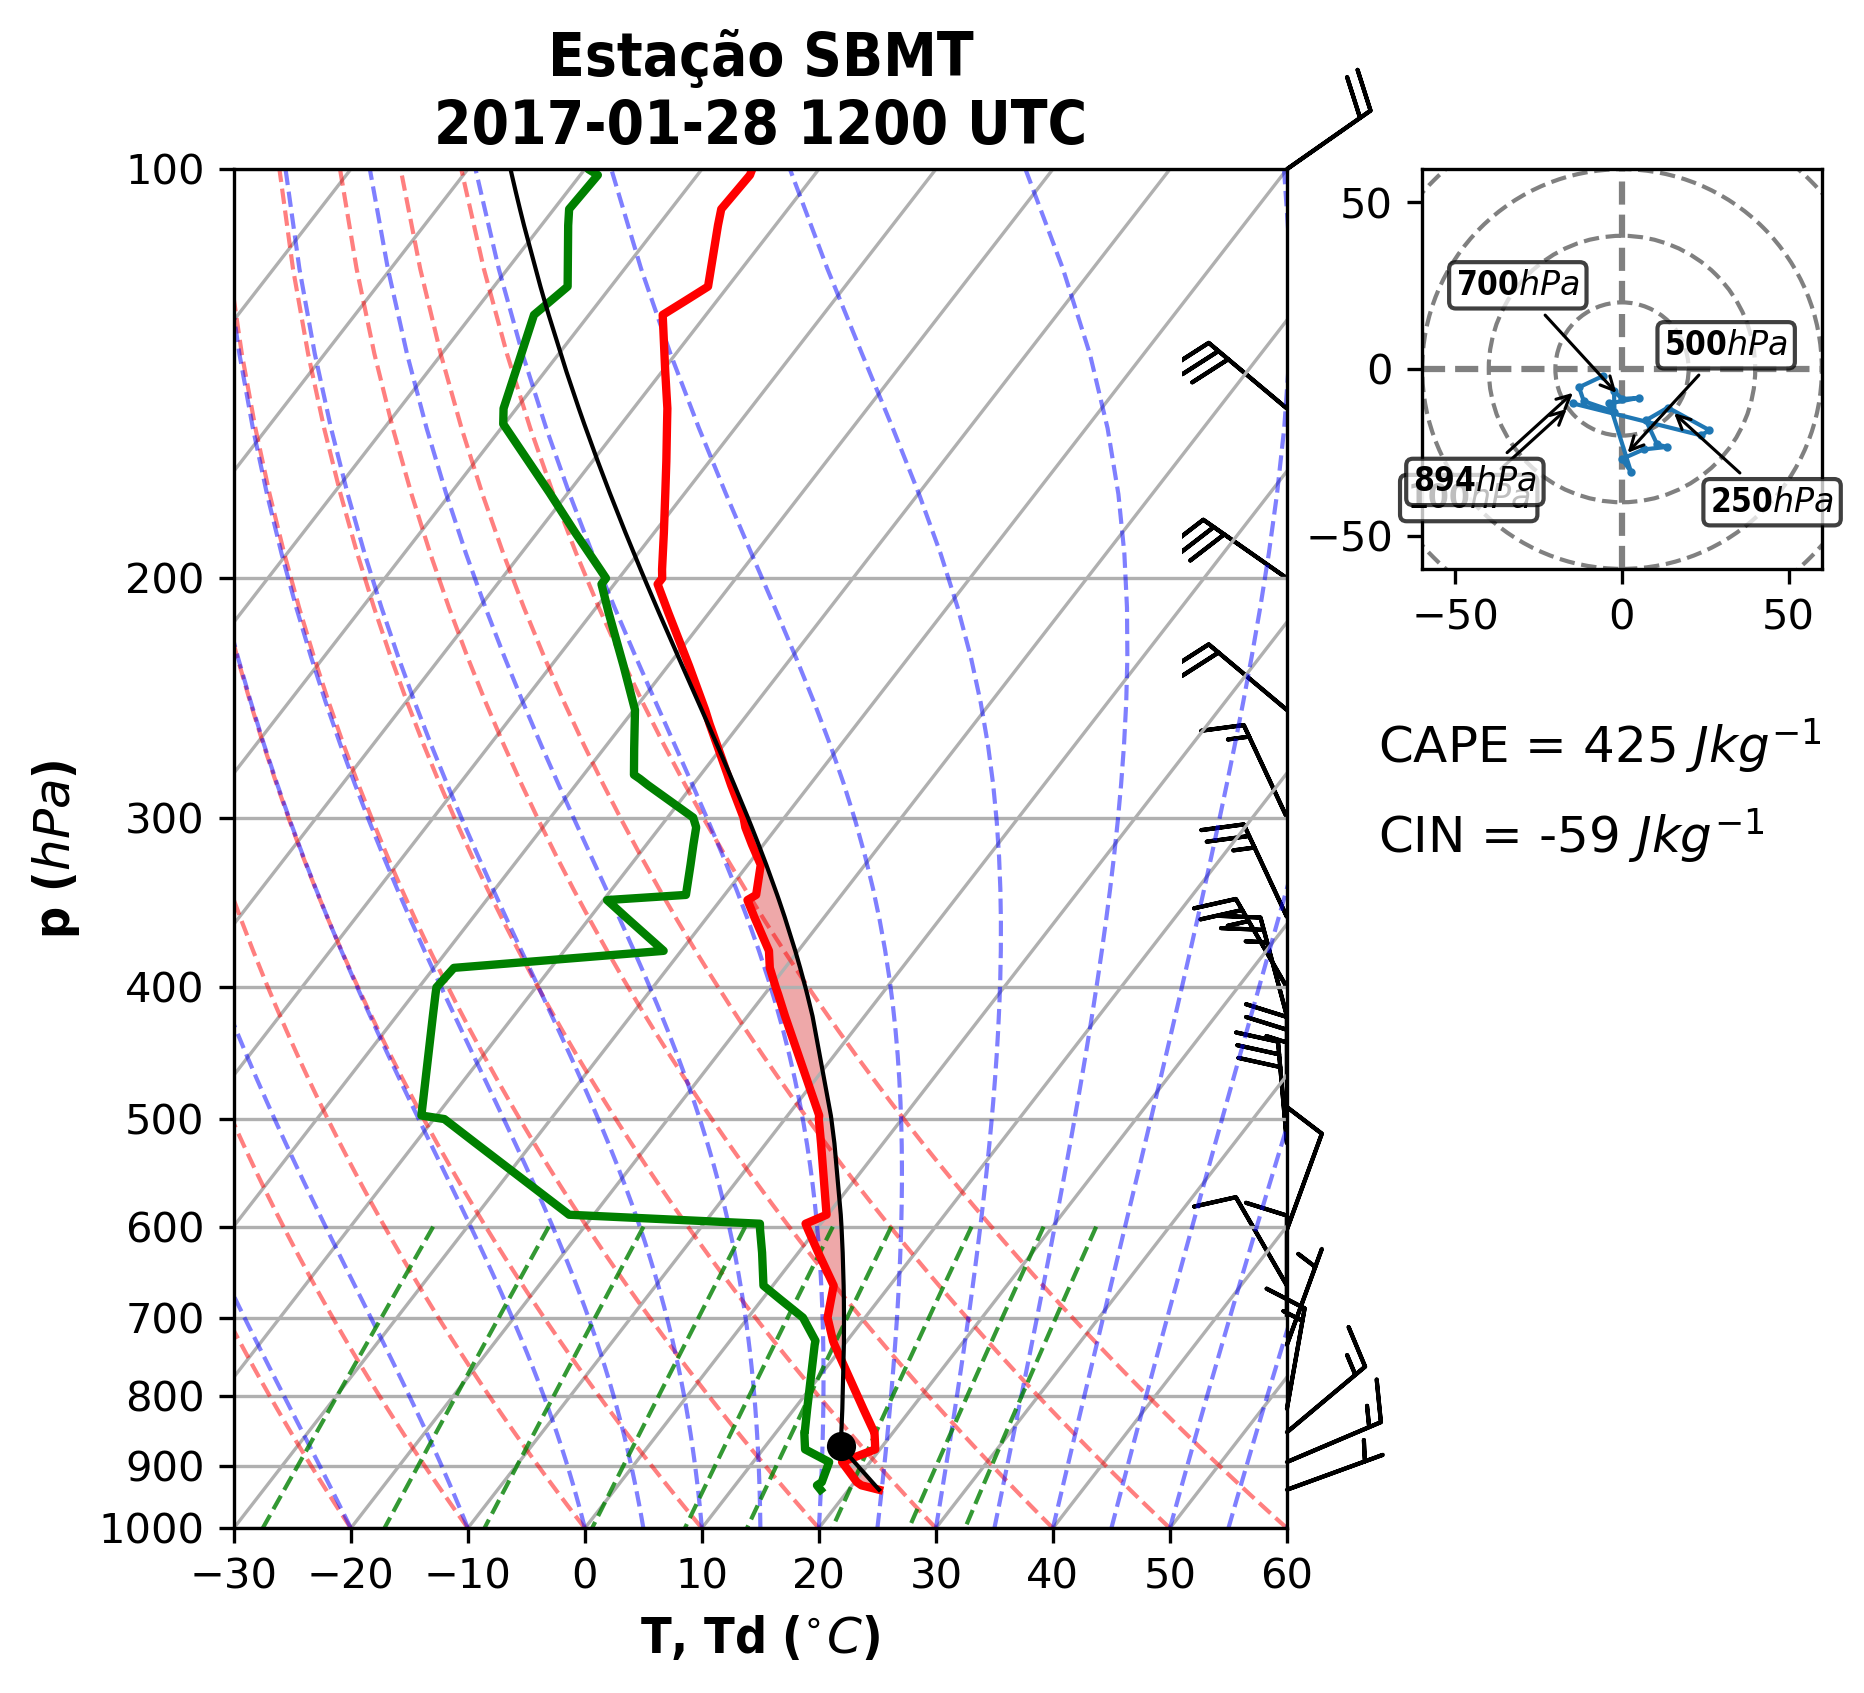 Estação SBMT
2017-01-28 1200 UTC
100
200
300
400
500
600
700
800
900
1000
p (hPa)
−30 −20 −10 0 10 20 30 40 50 60
T, Td (°C)
50
0
−50
−50 0 50
700hPa
500hPa
894hPa
100hPa
250hPa
CAPE = 425 Jkg⁻¹
CIN = -59 Jkg⁻¹